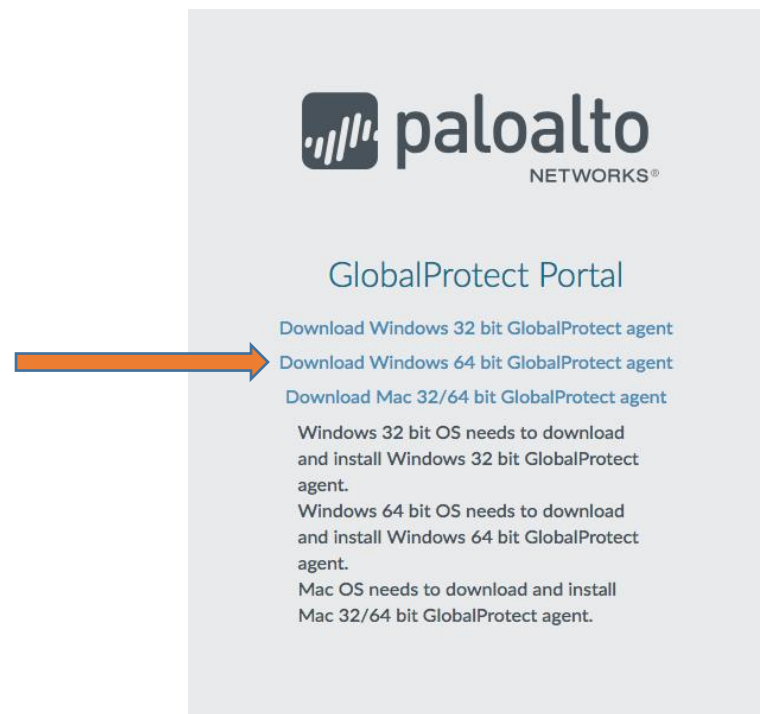 paloalto
NETWORKS®
GlobalProtect Portal
Download Windows 32 bit GlobalProtect agent
Download Windows 64 bit GlobalProtect agent
Download Mac 32/64 bit GlobalProtect agent
Windows 32 bit OS needs to download
and install Windows 32 bit GlobalProtect
agent.
Windows 64 bit OS needs to download
and install Windows 64 bit GlobalProtect
agent.
Mac OS needs to download and install
Mac 32/64 bit GlobalProtect agent.